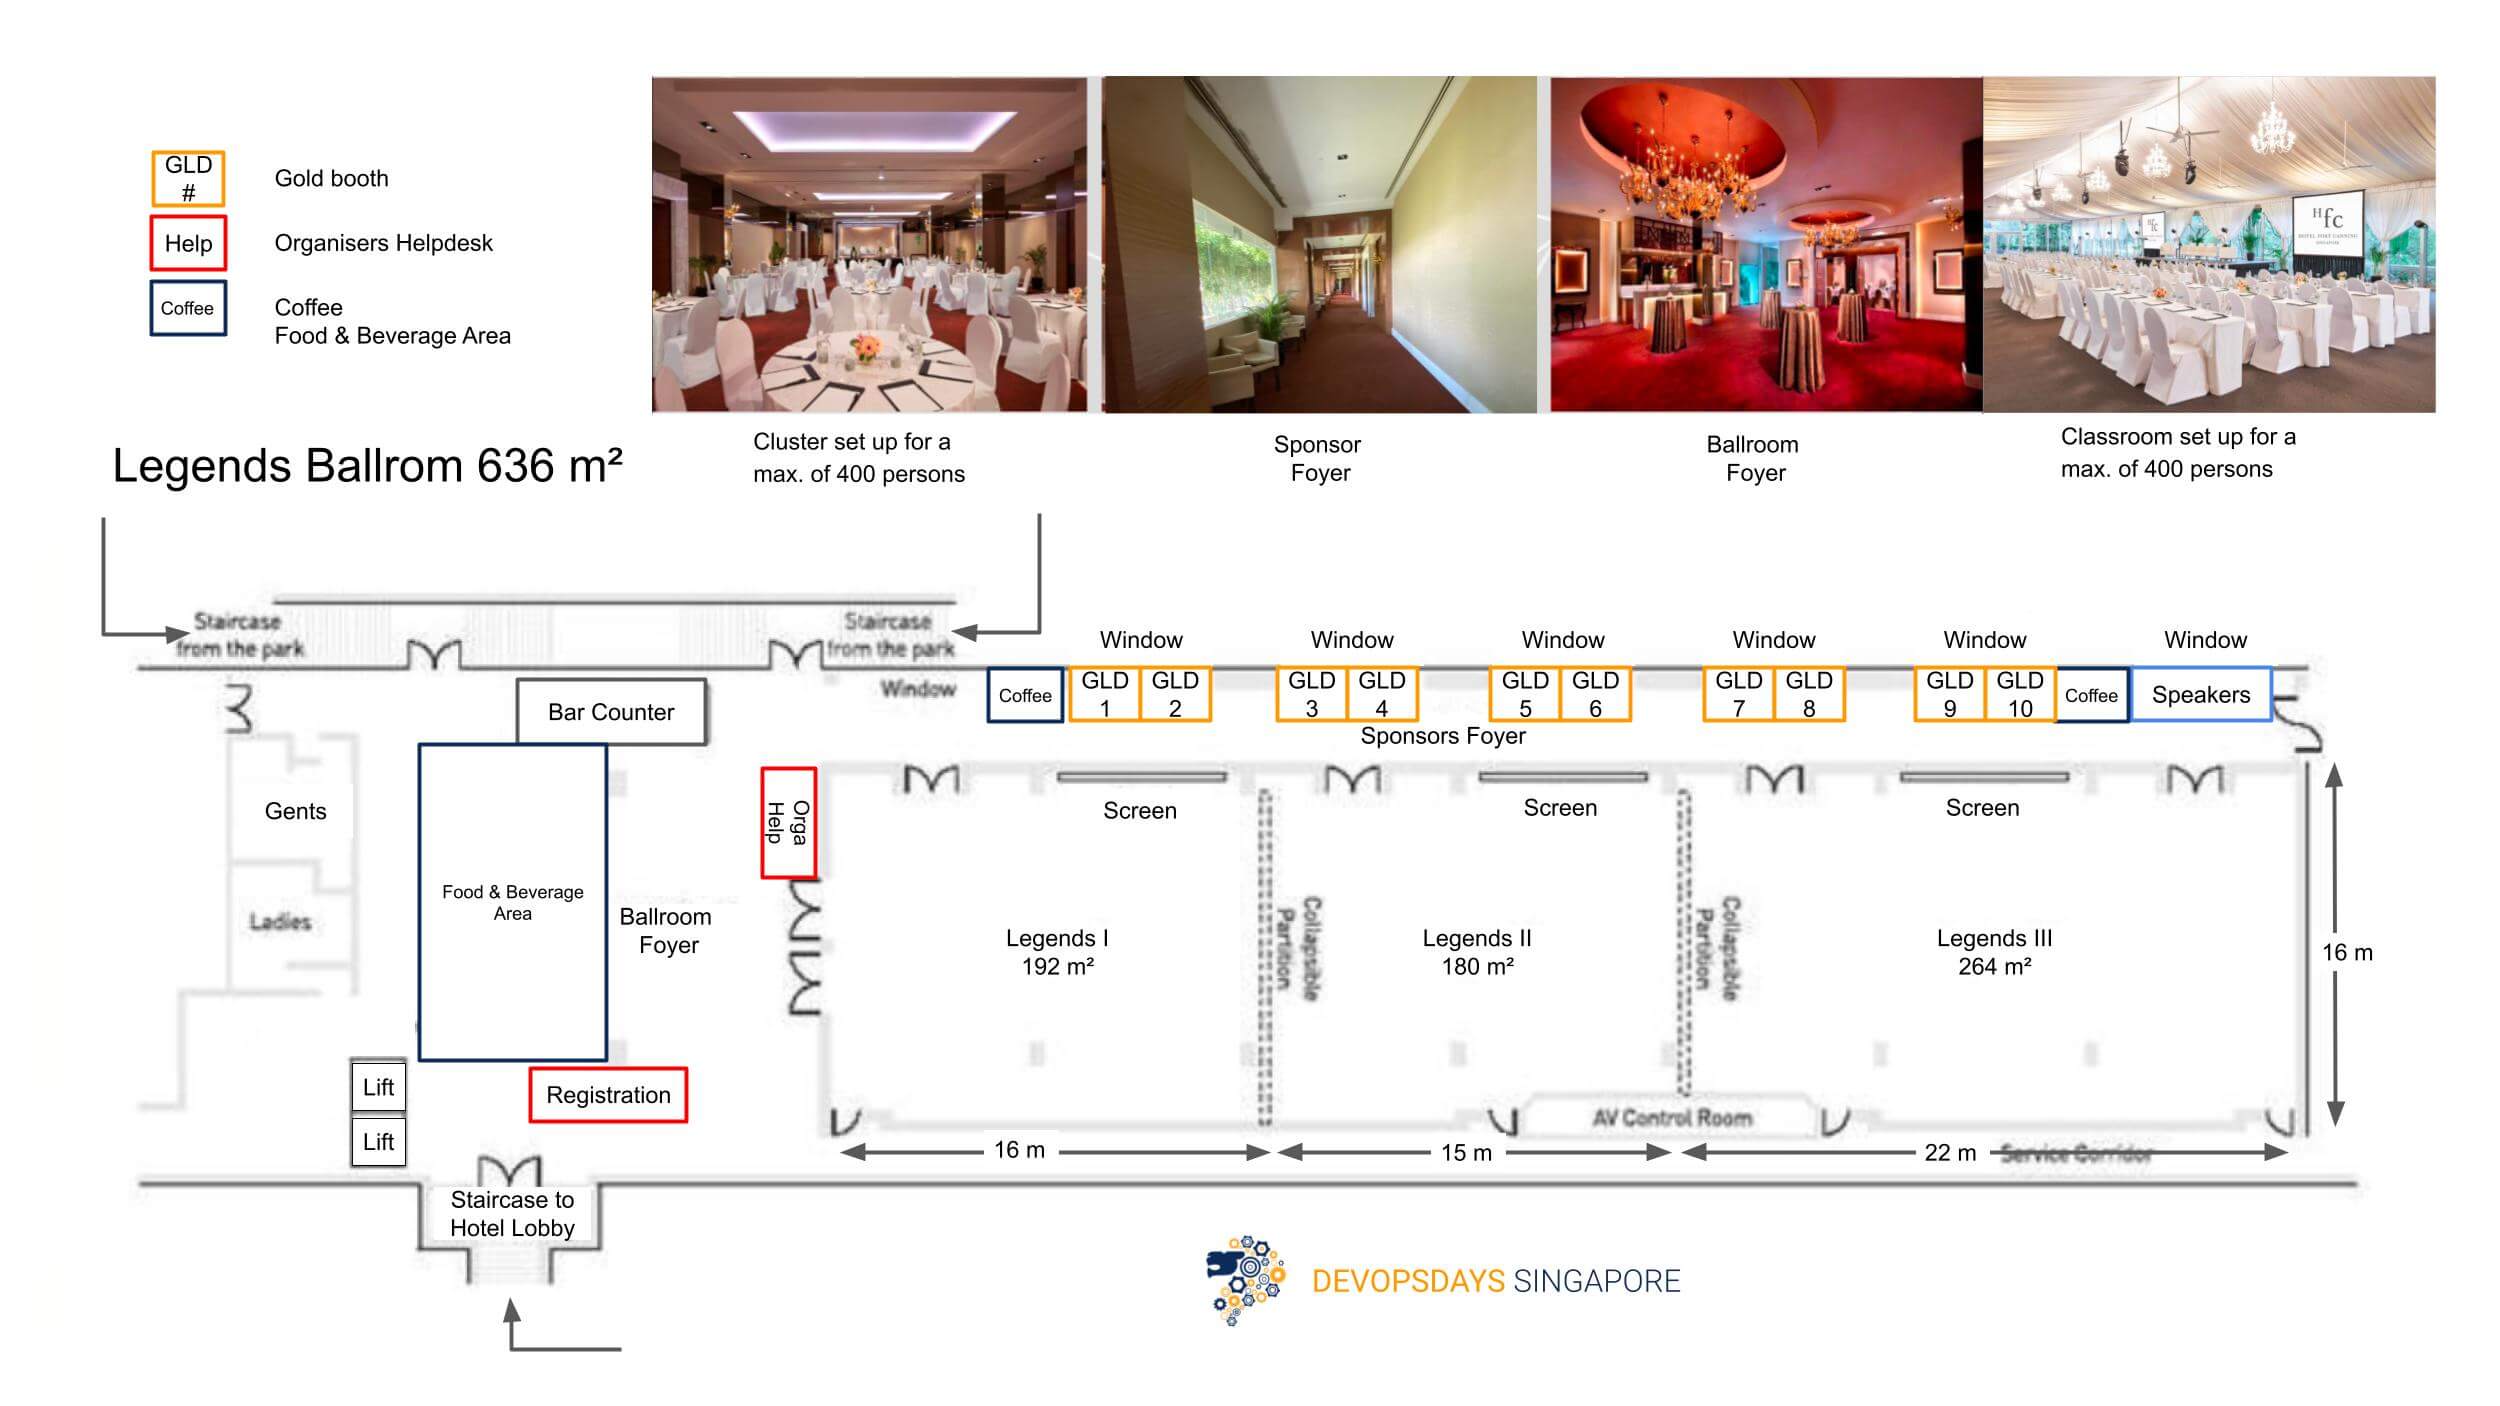 GLD
#
Gold booth
Help
Organisers Helpdesk
Coffee
Coffee
Food & Beverage Area
Legends Ballrom 636 m²
Hfc
HOTEL FORT CANNING
SINGAPORE
Cluster set up for a
max. of 400 persons
Sponsor
Foyer
Ballroom
Foyer
Classroom set up for a
max. of 400 persons
Staircase
from the park
Staircase
from the park
Window
Window
Window
Window
Window
Window
Window
Coffee
GLD
1
GLD
2
GLD
3
GLD
4
GLD
5
GLD
6
GLD
7
GLD
8
GLD
9
GLD
10
Coffee
Speakers
Bar Counter
Sponsors Foyer
Gents
Ladies
Food & Beverage
Area
Ballroom
Foyer
Orga
Help
Screen
Screen
Screen
Legends I
192 m²
Collapsible
Partition
Legends II
180 m²
Collapsible
Partition
Legends III
264 m²
16 m
Lift
Lift
Registration
AV Control Room
16 m
15 m
22 m
Service Corridor
Staircase to
Hotel Lobby
DEVOPSDAYS SINGAPORE